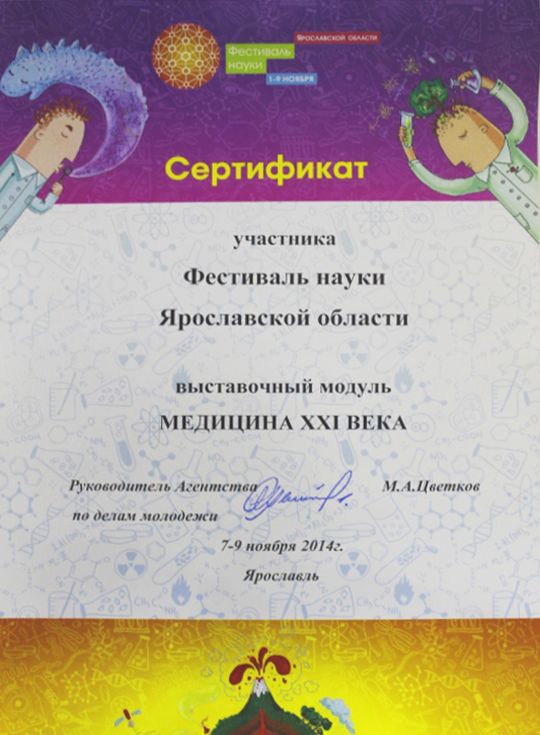 ЯРОСЛАВСКОЙ ОБЛАСТИ
Фестиваль
науки
1-9 НОЯБРЯ
Сертификат
участника
Фестиваль науки
Ярославской области
выставочный модуль
МЕДИЦИНА XXI ВЕКА
Руководитель Агентства М.А.Цветков
по делам молодежи
7-9 ноября 2014г.
Ярославль